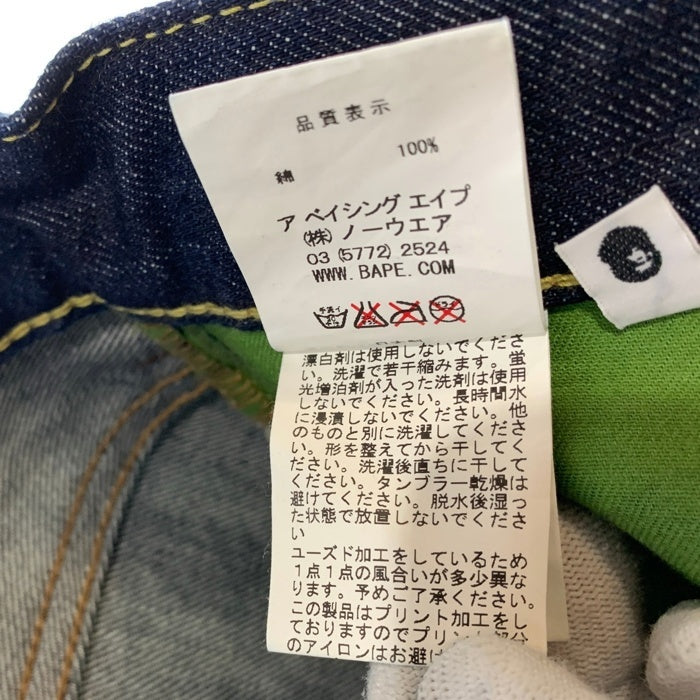 品質表示
綿 100%
ア ベイシング エイプ
(株) ノーウエア
03 (5772) 2524
WWW.BAPE.COM
漂白剤は使用しないでくださ
い。洗濯で若干縮みます。蛍
光増泊剤が入った洗剤は使用
しないでください。長時間水
に浸漬しないでください。他
のものと別に洗濯してくださ
い。形を整えてから干してく
ださい。洗濯後直ちに干して
ください。タンブラー乾燥は
避けてください。脱水後湿っ
た状態で放置しないでくださ
い
ユーズド加工をしているため
1点1点の風合いが多少異な
ります。予めご了承ください。
この製品はプリント加工をし
ておりますのでプリント部分
のアイロンはお避け